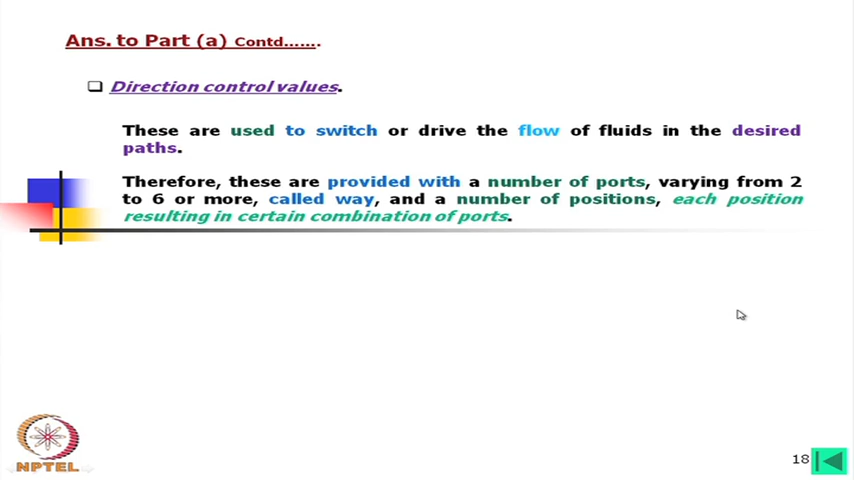 Ans. to Part (a) Contd…….
Direction control values.
These are used to switch or drive the flow of fluids in the desired
paths.
Therefore, these are provided with a number of ports, varying from 2
to 6 or more, called way, and a number of positions, each position
resulting in certain combination of ports.
NPTEL
18